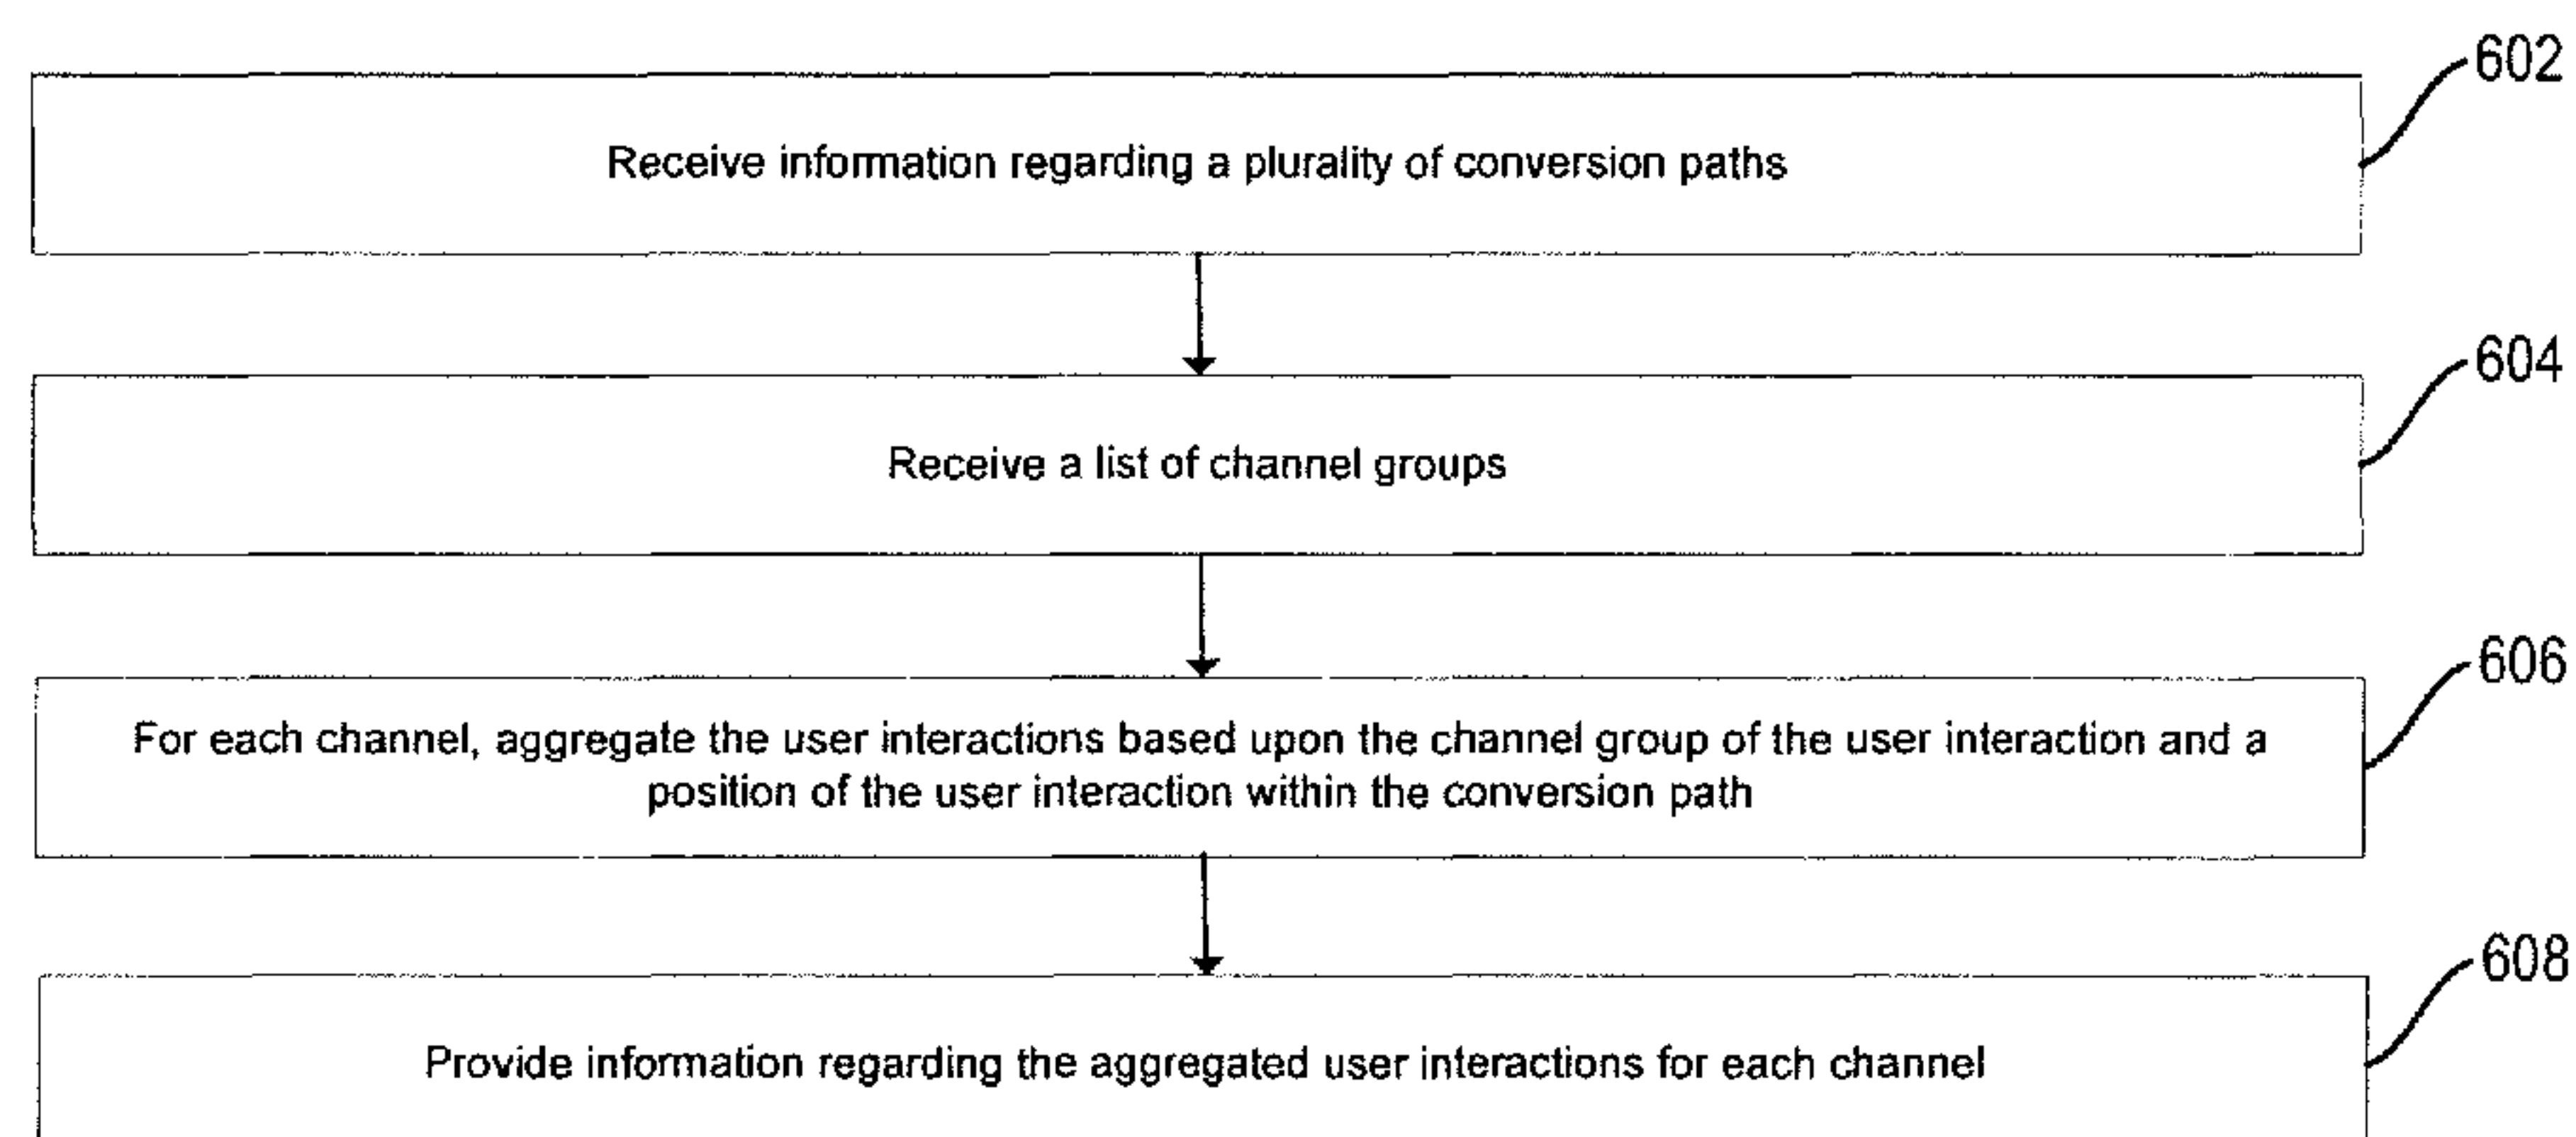 602
Receive information regarding a plurality of conversion paths
604
Receive a list of channel groups
606
For each channel, aggregate the user interactions based upon the channel group of the user interaction and a
position of the user interaction within the conversion path
608
Provide information regarding the aggregated user interactions for each channel